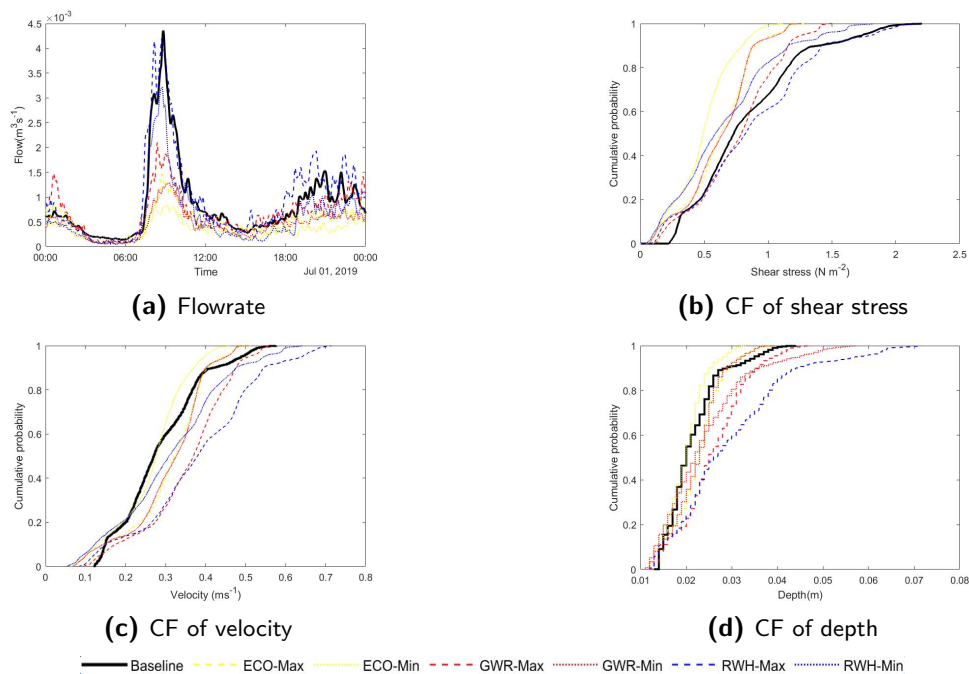 ×10⁻³
4.5
4
3.5
3
2.5
2
1.5
1
0.5
0
Flow(m³s⁻¹)
00:00 06:00 12:00 18:00 00:00
Time
Jul 01, 2019
(a) Flowrate
1
0.8
0.6
0.4
0.2
0
Cumulative probability
0 0.5 1 1.5 2 2.5
Shear stress (N m⁻²)
(b) CF of shear stress
1
0.8
0.6
0.4
0.2
0
Cumulative probability
0 0.1 0.2 0.3 0.4 0.5 0.6 0.7 0.8
Velocity (ms⁻¹)
(c) CF of velocity
1
0.8
0.6
0.4
0.2
0
Cumulative probability
0.01 0.02 0.03 0.04 0.05 0.06 0.07 0.08
Depth(m)
(d) CF of depth
Baseline ECO-Max ECO-Min GWR-Max GWR-Min RWH-Max RWH-Min